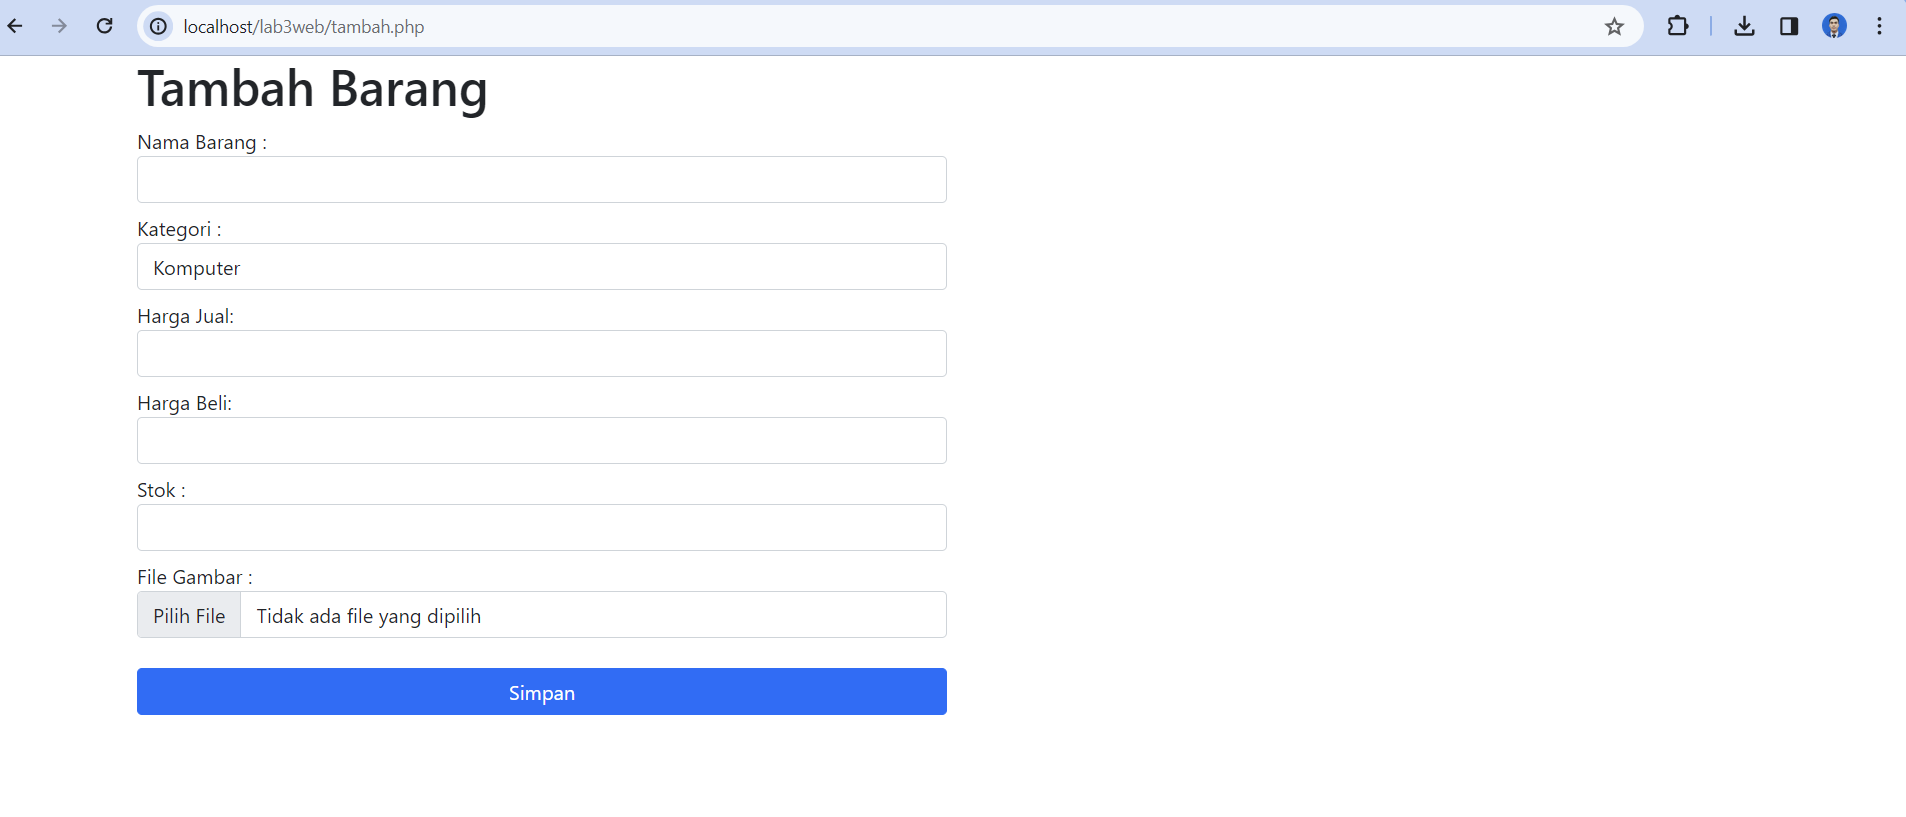 localhost/lab3web/tambah.php
Tambah Barang
Nama Barang :
Kategori :
Komputer
Harga Jual:
Harga Beli:
Stok :
File Gambar :
Pilih File Tidak ada file yang dipilih
Simpan